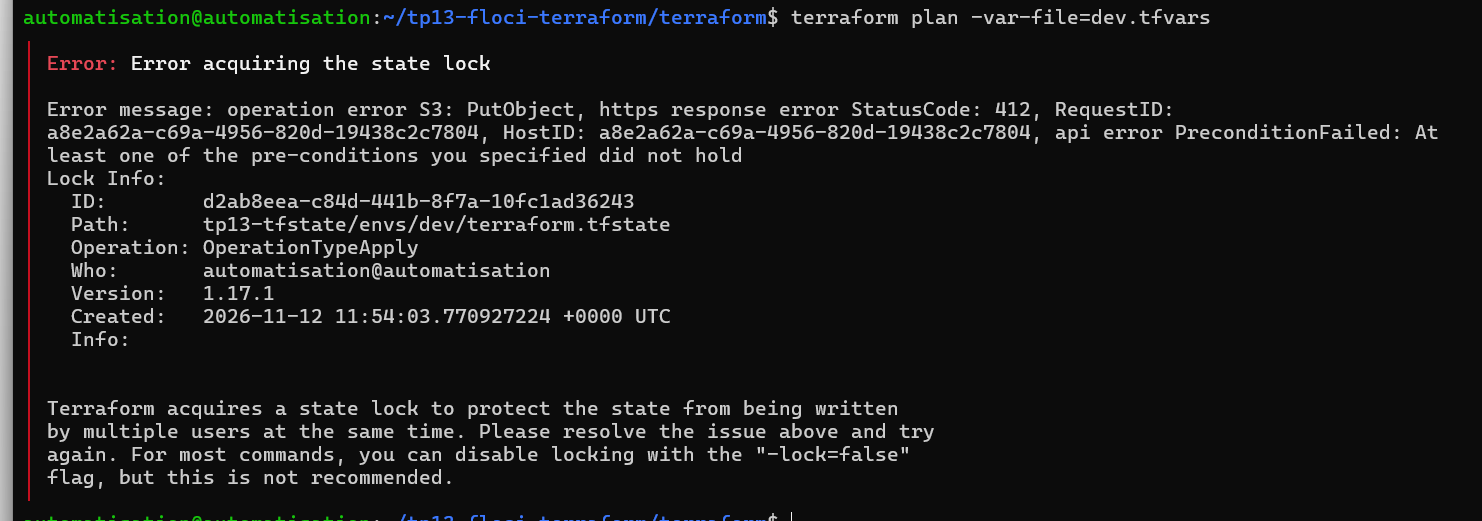 automatisation@automatisation:~/tp13-floci-terraform/terraform$ terraform plan -var-file=dev.tfvars
Error: Error acquiring the state lock
Error message: operation error S3: PutObject, https response error StatusCode: 412, RequestID:
a8e2a62a-c69a-4956-820d-19438c2c7804, HostID: a8e2a62a-c69a-4956-820d-19438c2c7804, api error PreconditionFailed: At
least one of the pre-conditions you specified did not hold
Lock Info:
ID: d2ab8eea-c84d-441b-8f7a-10fc1ad36243
Path: tp13-tfstate/envs/dev/terraform.tfstate
Operation: OperationTypeApply
Who: automatisation@automatisation
Version: 1.17.1
Created: 2026-11-12 11:54:03.770927224 +0000 UTC
Info:
Terraform acquires a state lock to protect the state from being written
by multiple users at the same time. Please resolve the issue above and try
again. For most commands, you can disable locking with the "-lock=false"
flag, but this is not recommended.
automatisation@automatisation:~/tp13-floci-terraform/terraform$